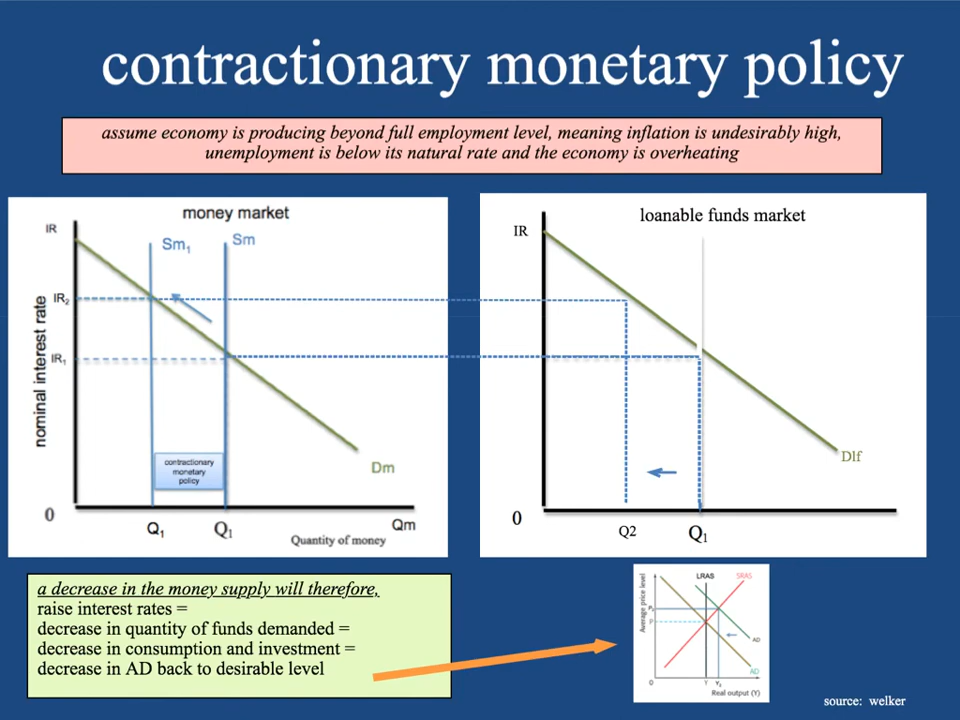 contractionary monetary policy
assume economy is producing beyond full employment level, meaning inflation is undesirably high,
unemployment is below its natural rate and the economy is overheating
money market
IR
Sm₁
Sm
IR₂
IR₁
nominal interest rate
contractionary
monetary
policy
Dm
0
Q₁
Q₁
Qm
Quantity of money
loanable funds market
IR
Dlf
0
Q2
Q₁
a decrease in the money supply will therefore,
raise interest rates =
decrease in quantity of funds demanded =
decrease in consumption and investment =
decrease in AD back to desirable level
LRAS
SRAS
Average price level
P
AD
AD
0
Y
Real output (Y)
source: welker